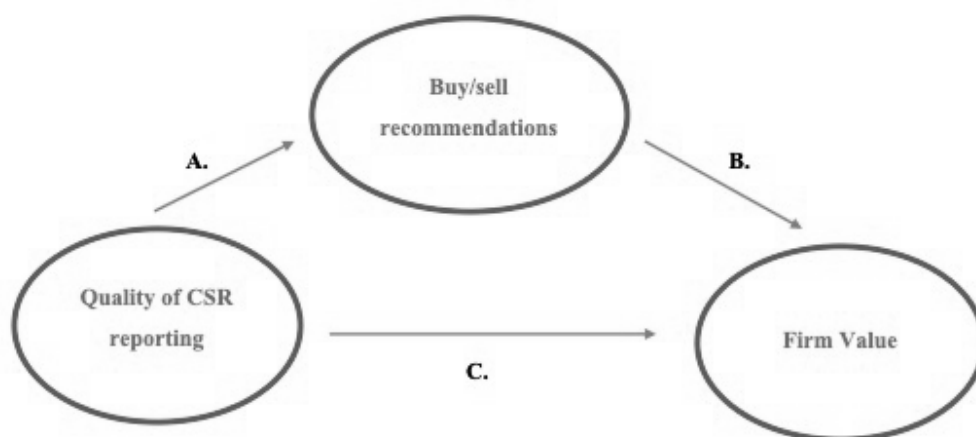 Buy/sell
recommendations
A.
B.
Quality of CSR
reporting
Firm Value
C.